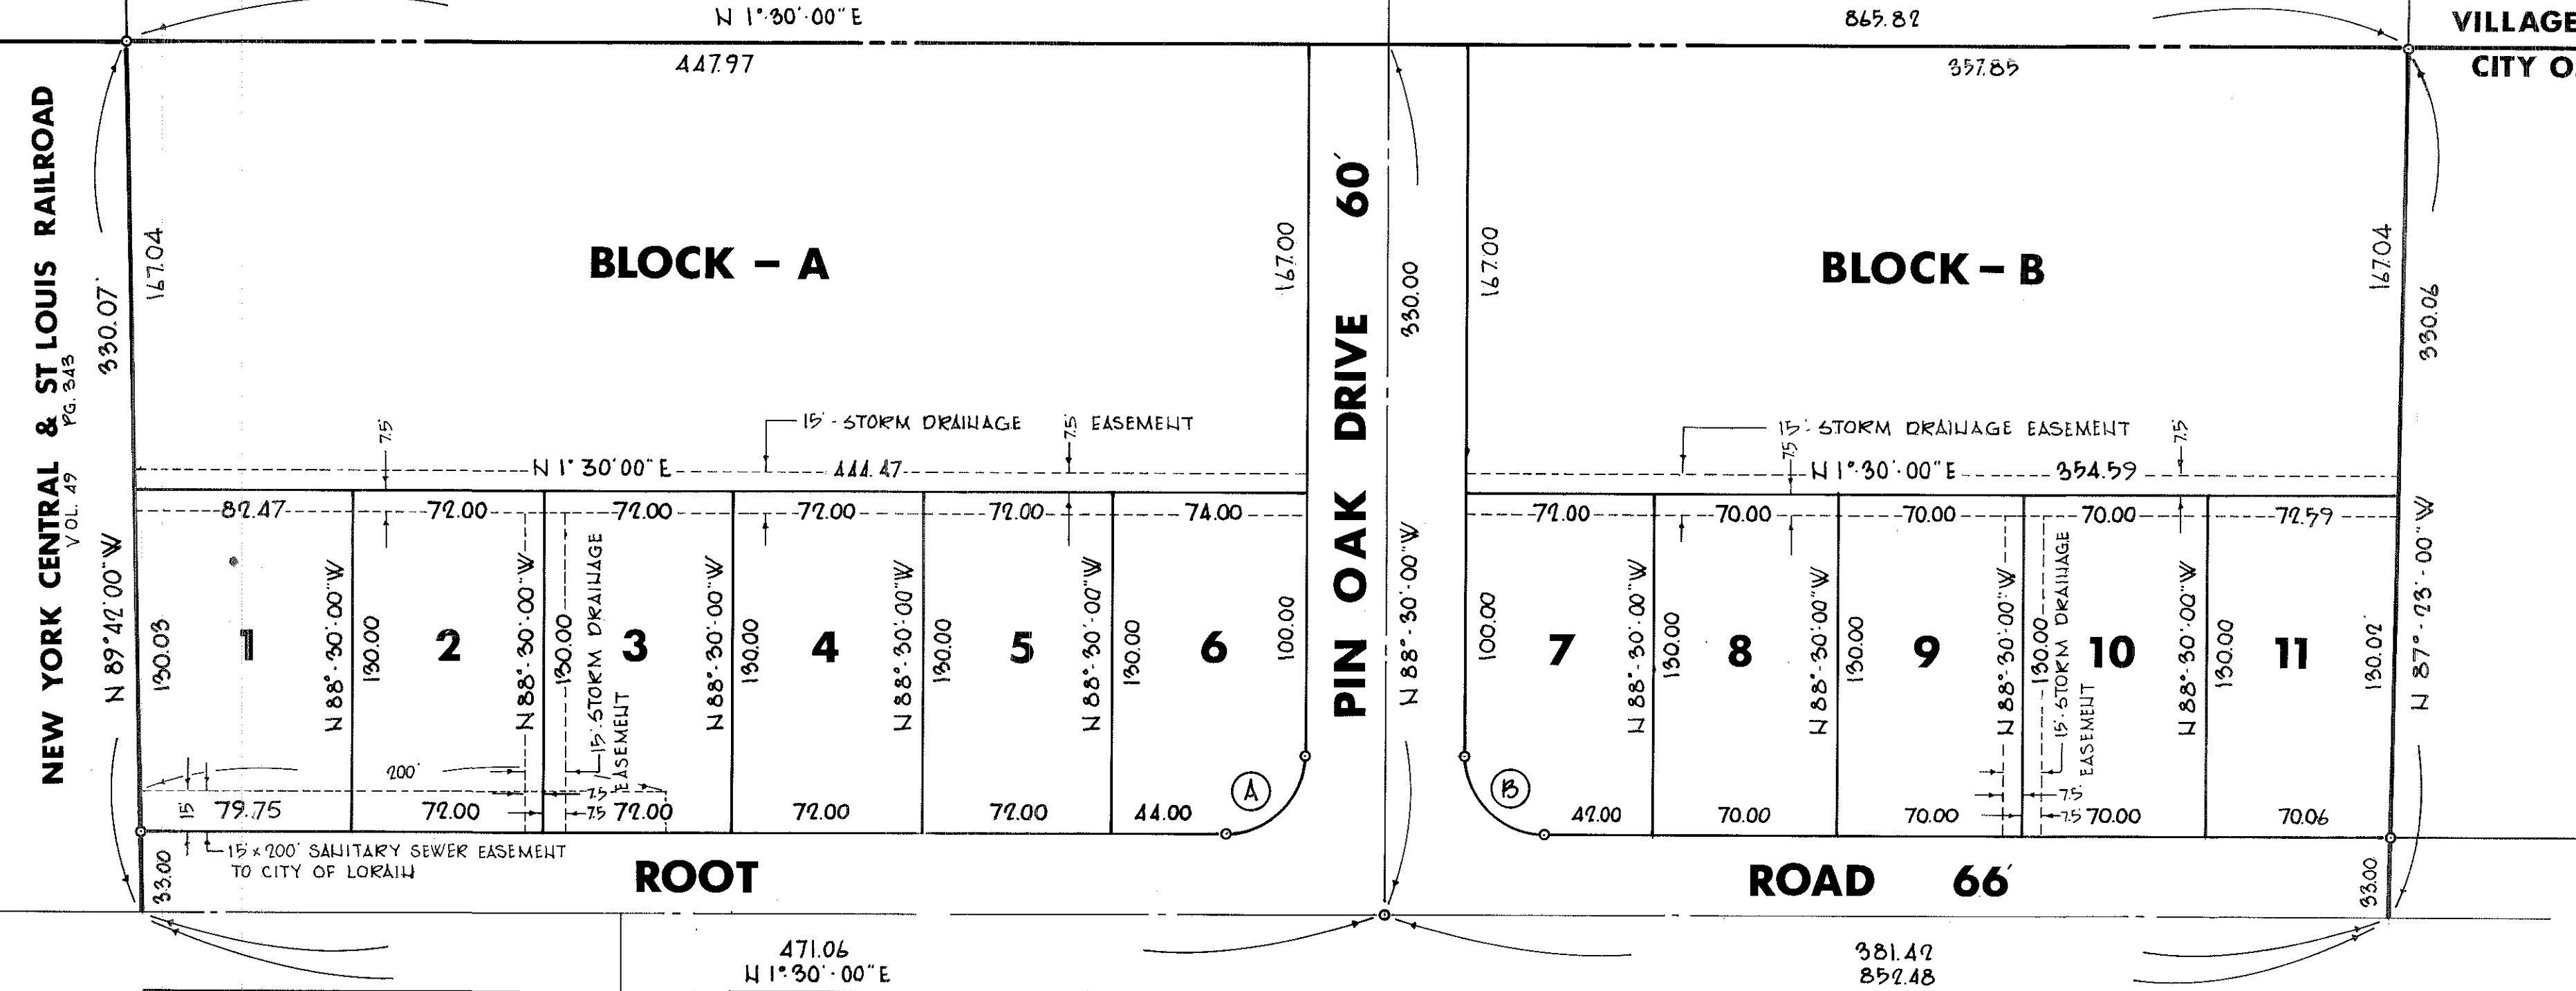 N 1°·30'·00"E
865.82
VILLAGE
CITY O
447.97
357.85
NEW YORK CENTRAL & ST LOUIS RAILROAD
VOL. 49 PG. 343
330.07'
N 89°42'00"W
167.04
BLOCK – A
167.00
PIN OAK DRIVE 60'
330.00
N 88°-30'-00"W
167.00
BLOCK – B
167.04
330.06
N 87°-23'-00"W
7.5
15' - STORM DRAINAGE
7.5
EASEMENT
15' - STORM DRAINAGE EASEMENT
7.5
7.5
N 1°30'00"E
444.47
N 1°·30'·00"E
354.59
82.47
72.00
72.00
72.00
72.00
74.00
72.00
70.00
70.00
70.00
72.59
130.03
1
N 88°-30'-00"W
130.00
2
N 88°-30'-00"W
130.00
15' STORM DRAINAGE
EASEMENT
3
N 88°-30'-00"W
130.00
4
N 88°-30'-00"W
130.00
5
N 88°-30'-00"W
130.00
6
100.00
100.00
7
N 88°-30'-00"W
130.00
8
N 88°-30'-00"W
130.00
9
N 88°-30'-00"W
130.00
15' STORM DRAINAGE
EASEMENT
10
N 88°-30'-00"W
130.00
11
130.02'
200'
7.5
A
B
7.5
15
79.75
72.00
7.5
72.00
72.00
72.00
44.00
42.00
70.00
70.00
7.5
70.00
70.06
33.00
15' x 200' SANITARY SEWER EASEMENT
TO CITY OF LORAIN
ROOT
ROAD 66'
33.00
471.06
N 1°·30'·00"E
381.42
852.48